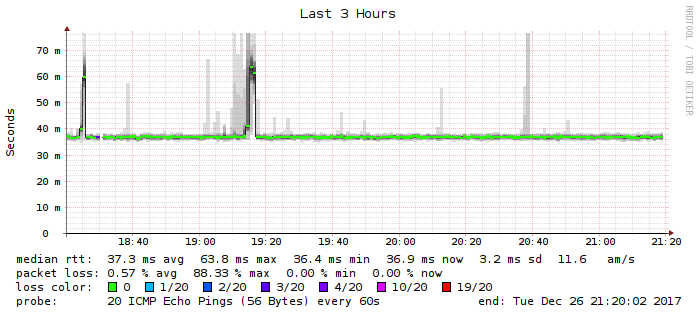 Last 3 Hours
RRDTOOL / TOBI OETIKER
Seconds
70 m
60 m
50 m
40 m
30 m
20 m
10 m
0
18:40 19:00 19:20 19:40 20:00 20:20 20:40 21:00 21:20
median rtt: 37.3 ms avg 63.8 ms max 36.4 ms min 36.9 ms now 3.2 ms sd 11.6 am/s
packet loss: 0.57 % avg 88.33 % max 0.00 % min 0.00 % now
loss color: 0 1/20 2/20 3/20 4/20 10/20 19/20
probe: 20 ICMP Echo Pings (56 Bytes) every 60s end: Tue Dec 26 21:20:02 2017